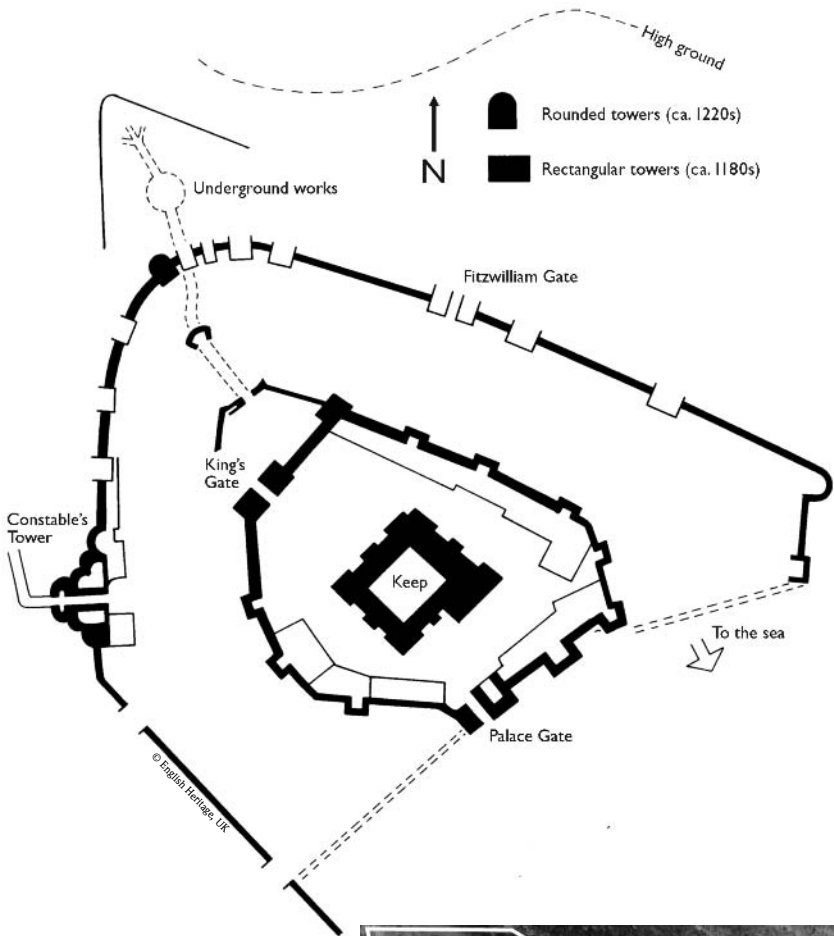 High ground
Rounded towers (ca. 1220s)
N
Rectangular towers (ca. 1180s)
Underground works
Fitzwilliam Gate
King's
Gate
Constable's
Tower
Keep
To the sea
Palace Gate
© English Heritage, UK